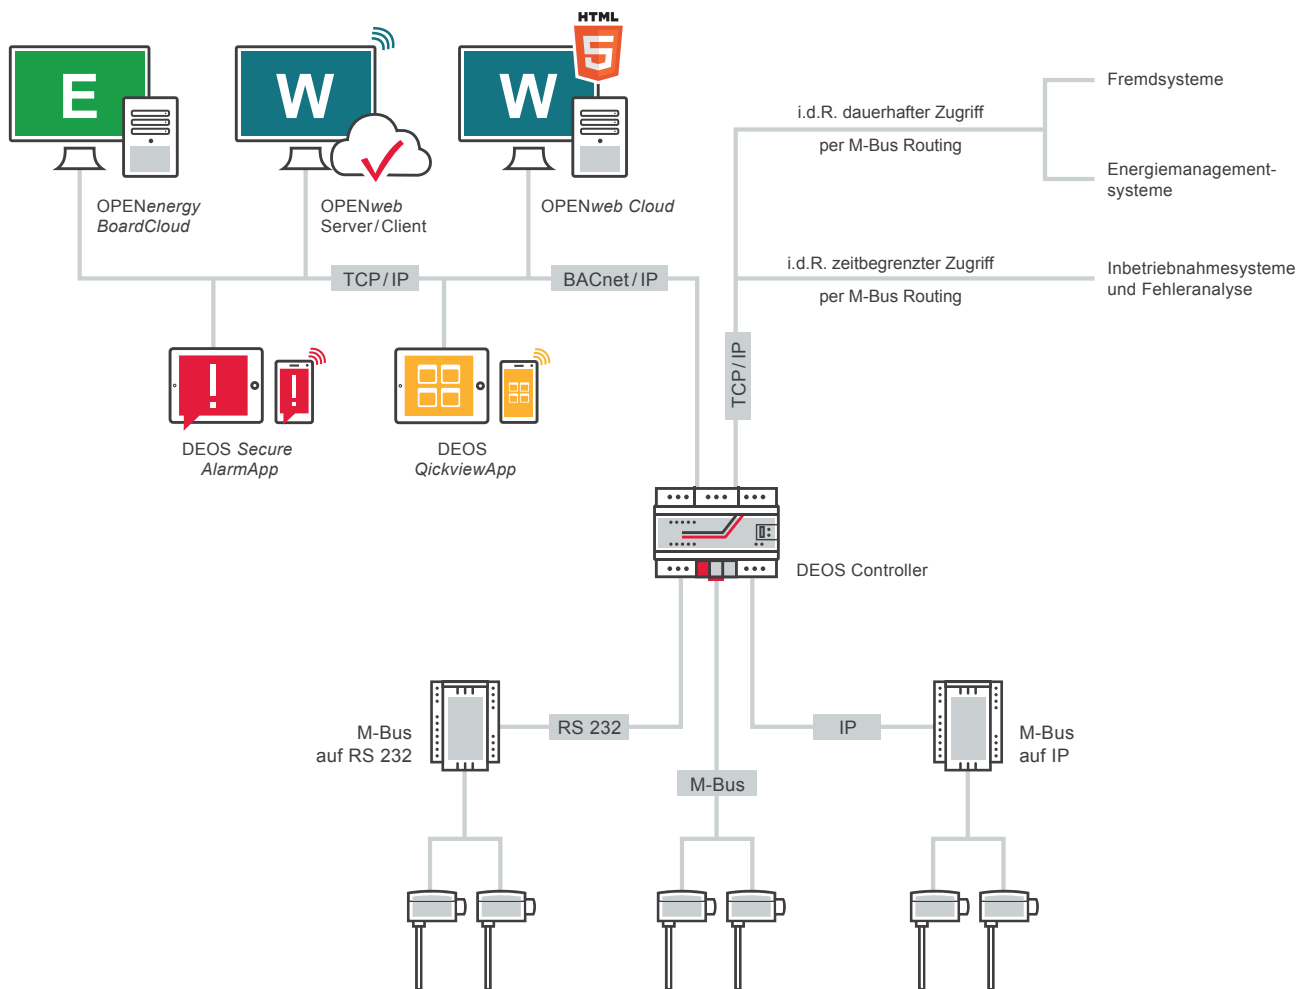 HTML
5
E
W
W
OPENenergy
BoardCloud
OPENweb
Server/Client
OPENweb Cloud
TCP/IP
BACnet/IP
i.d.R. dauerhafter Zugriff
per M-Bus Routing
Fremdsysteme
Energiemanagement-
systeme
i.d.R. zeitbegrenzter Zugriff
per M-Bus Routing
Inbetriebnahmesysteme
und Fehleranalyse
TCP/IP
!
!
DEOS Secure
AlarmApp
DEOS
QickviewApp
DEOS Controller
M-Bus
auf RS 232
RS 232
M-Bus
IP
M-Bus
auf IP